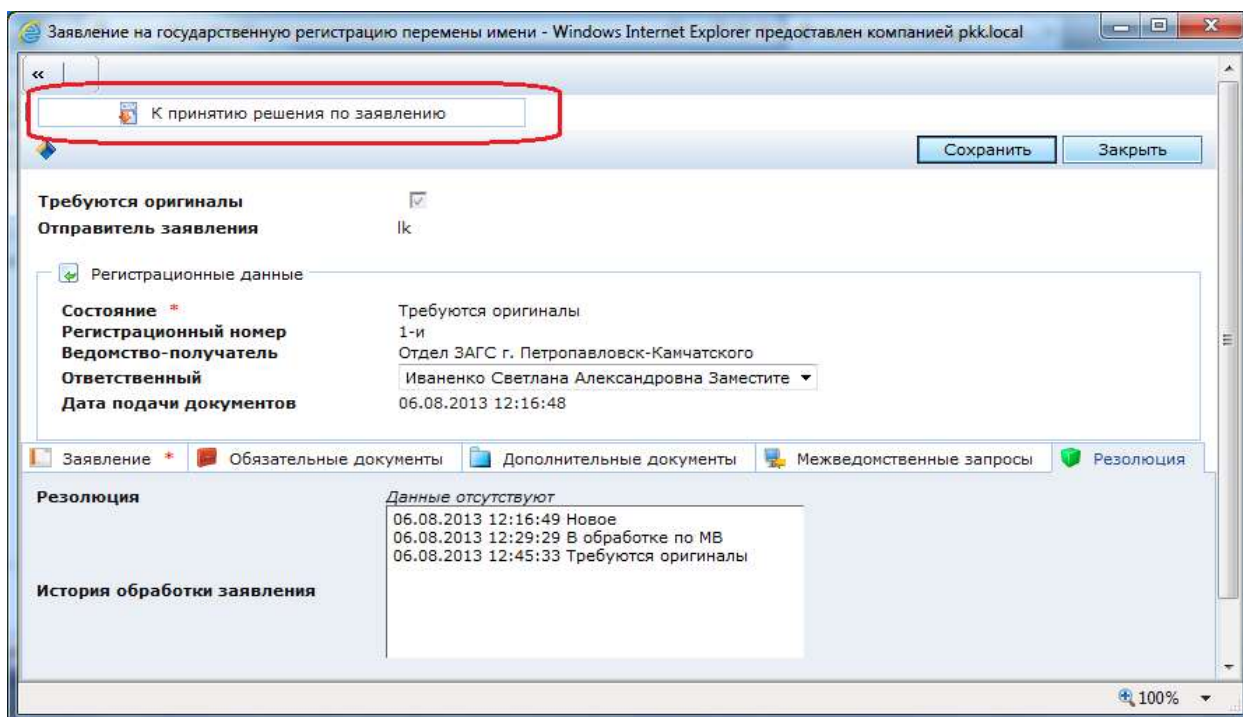 Заявление на государственную регистрацию перемены имени - Windows Internet Explorer предоставлен компанией pkk.local
«
К принятию решения по заявлению
Сохранить Закрыть
Требуются оригиналы
Отправитель заявления lk
Регистрационные данные
Состояние * Требуются оригиналы
Регистрационный номер 1-и
Ведомство-получатель Отдел ЗАГС г. Петропавловск-Камчатского
Ответственный Иваненко Светлана Александровна Заместите
Дата подачи документов 06.08.2013 12:16:48
Заявление * Обязательные документы Дополнительные документы Межведомственные запросы Резолюция
Резолюция Данные отсутствуют
06.08.2013 12:16:49 Новое
06.08.2013 12:29:29 В обработке по МВ
06.08.2013 12:45:33 Требуются оригиналы
История обработки заявления
100%